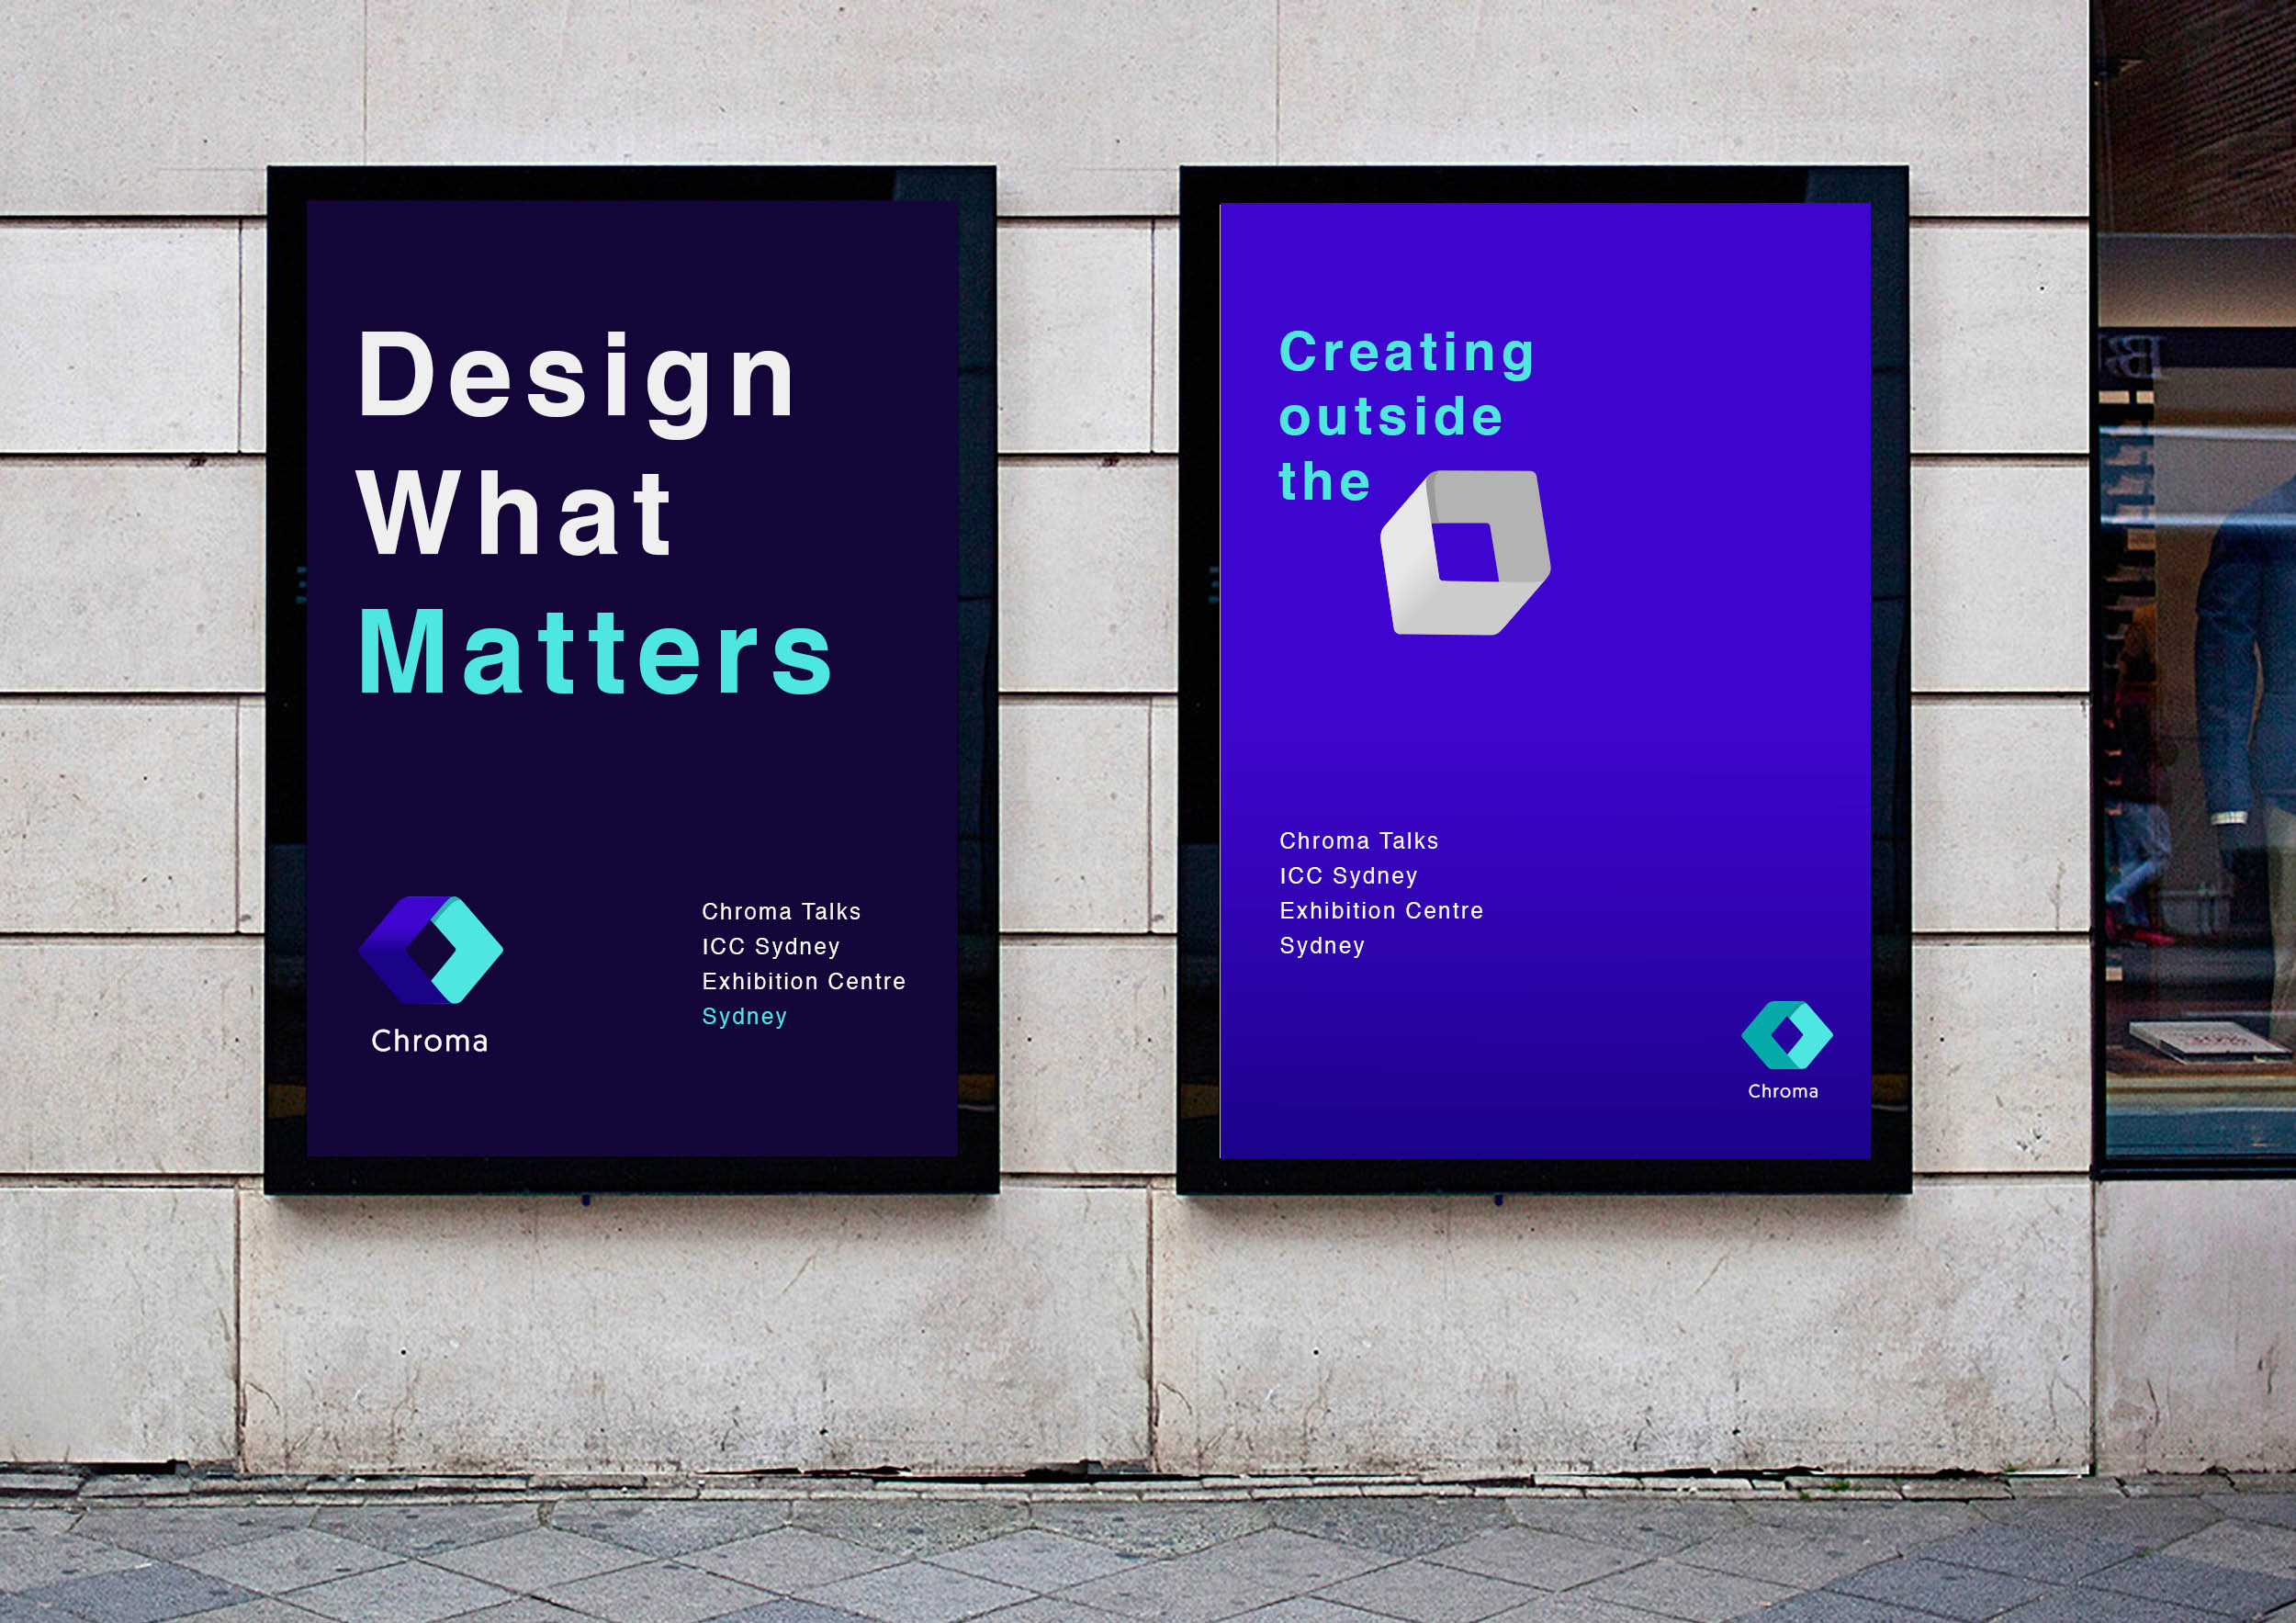 Design
What
Matters
Chroma
Chroma Talks
ICC Sydney
Exhibition Centre
Sydney
Creating
outside
the
Chroma Talks
ICC Sydney
Exhibition Centre
Sydney
Chroma